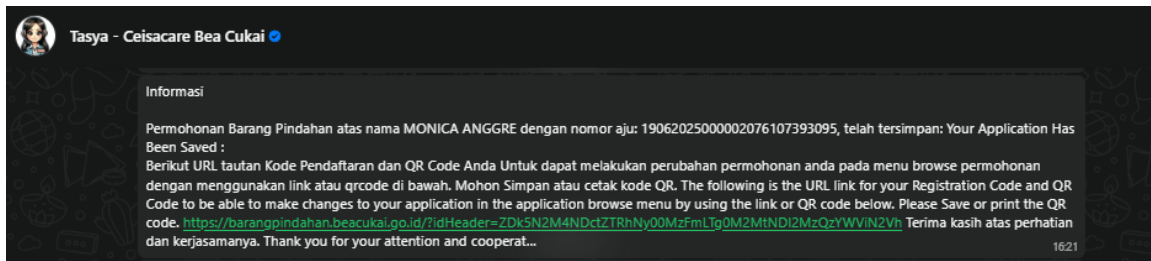 Tasya - Ceisacare Bea Cukai
Informasi
Permohonan Barang Pindahan atas nama MONICA ANGGRE dengan nomor aju: 19062025000002076107393095, telah tersimpan: Your Application Has
Been Saved :
Berikut URL tautan Kode Pendaftaran dan QR Code Anda Untuk dapat melakukan perubahan permohonan anda pada menu browse permohonan
dengan menggunakan link atau qrcode di bawah. Mohon Simpan atau cetak kode QR. The following is the URL link for your Registration Code and QR
Code to be able to make changes to your application in the application browse menu by using the link or QR code below. Please Save or print the QR
code. https://barangpindahan.beacukai.go.id/?idHeader=ZDk5N2M4NDctZTRhNy00MzFmLTg0M2MtNDI2MzQzYWViN2Vh Terima kasih atas perhatian
dan kerjasamanya. Thank you for your attention and cooperat...
16:21